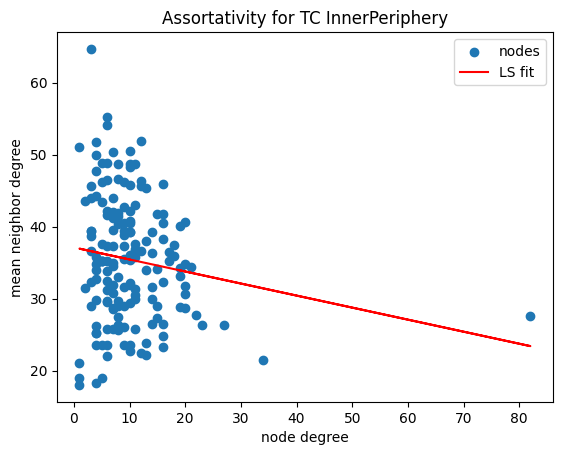 Assortativity for TC InnerPeriphery
nodes
LS fit
mean neighbor degree
60
50
40
30
20
0 10 20 30 40 50 60 70 80
node degree